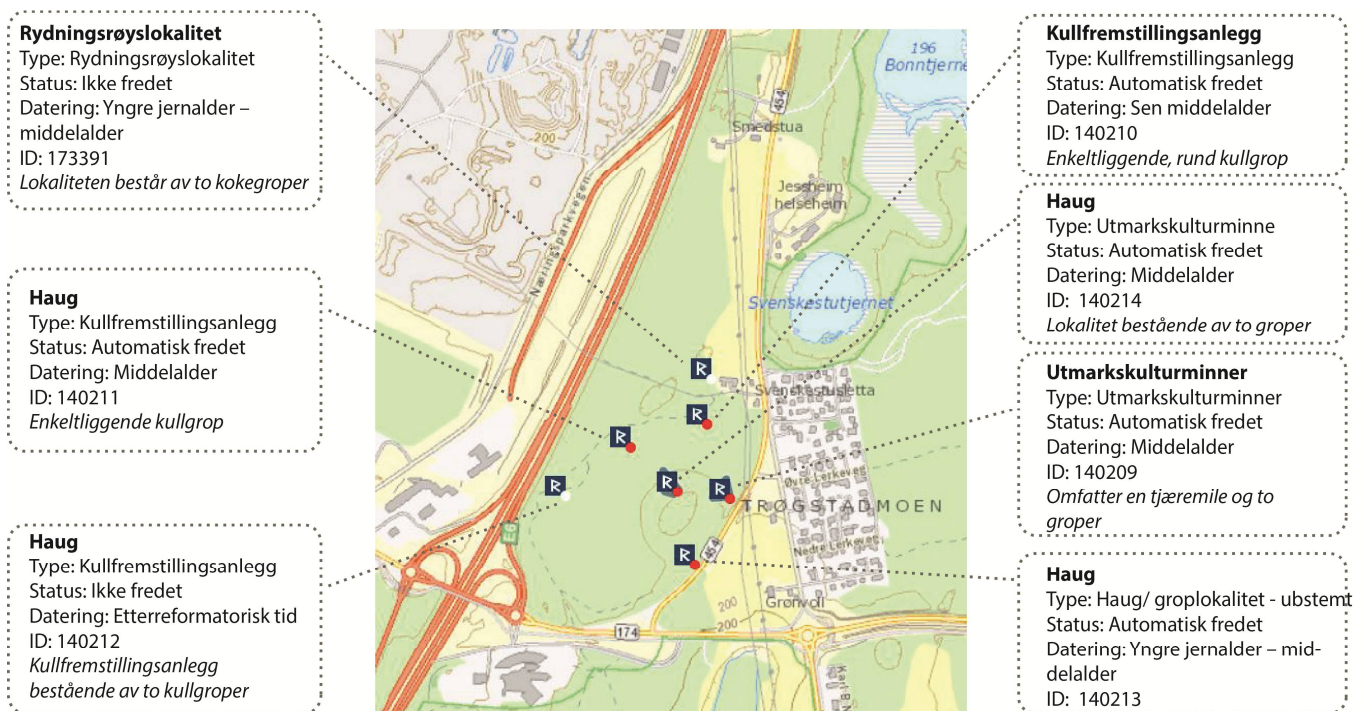 Rydningsrøyslokalitet
Type: Rydningsrøyslokalitet
Status: Ikke fredet
Datering: Yngre jernalder –
middelalder
ID: 173391
Lokaliteten består av to kokegroper
Haug
Type: Kullfremstillingsanlegg
Status: Automatisk fredet
Datering: Middelalder
ID: 140211
Enkeltliggende kullgrop
Haug
Type: Kullfremstillingsanlegg
Status: Ikke fredet
Datering: Etterreformatorisk tid
ID: 140212
Kullfremstillingsanlegg
bestående av to kullgroper
196
Bonntjerne
454
Smedstua
200
Jessheim
helseheim
Næringsparkvegen
Svenskestutjernet
R
Svenskestusletta
R
R
R
R
R
Øvre Lerkeveg
TRØGSTADMOEN
E6
Nedre Lerkeveg
R
454
Grønvoll
200
200
174
Karl B N
Kullfremstillingsanlegg
Type: Kullfremstillingsanlegg
Status: Automatisk fredet
Datering: Sen middelalder
ID: 140210
Enkeltliggende, rund kullgrop
Haug
Type: Utmarkskulturminne
Status: Automatisk fredet
Datering: Middelalder
ID: 140214
Lokalitet bestående av to groper
Utmarkskulturminner
Type: Utmarkskulturminner
Status: Automatisk fredet
Datering: Middelalder
ID: 140209
Omfatter en tjæremile og to
groper
Haug
Type: Haug/ groplokalitet - ubstemt
Status: Automatisk fredet
Datering: Yngre jernalder – mid-
delalder
ID: 140213